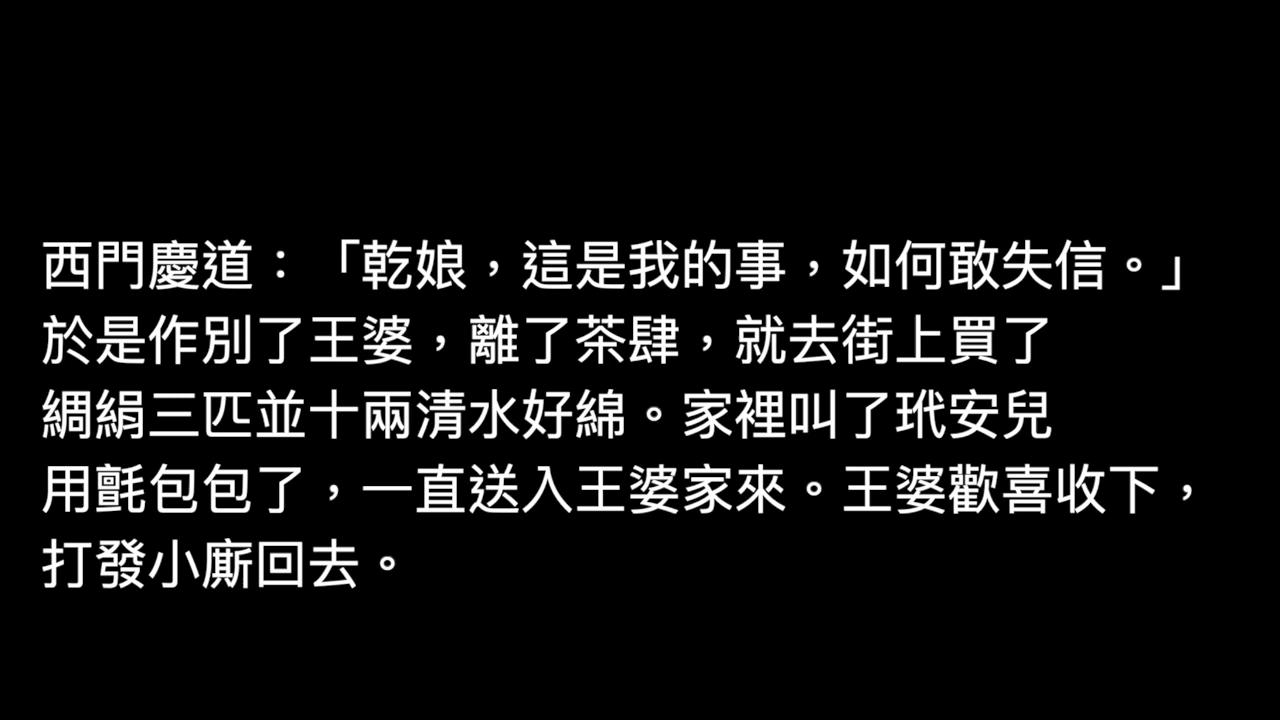 西門慶道：「乾娘，這是我的事，如何敢失信。」
於是作別了王婆，離了茶肆，就去街上買了
綢絹三匹並十兩清水好綿。家裡叫了玳安兒
用氈包包了，一直送入王婆家來。王婆歡喜收下，
打發小廝回去。